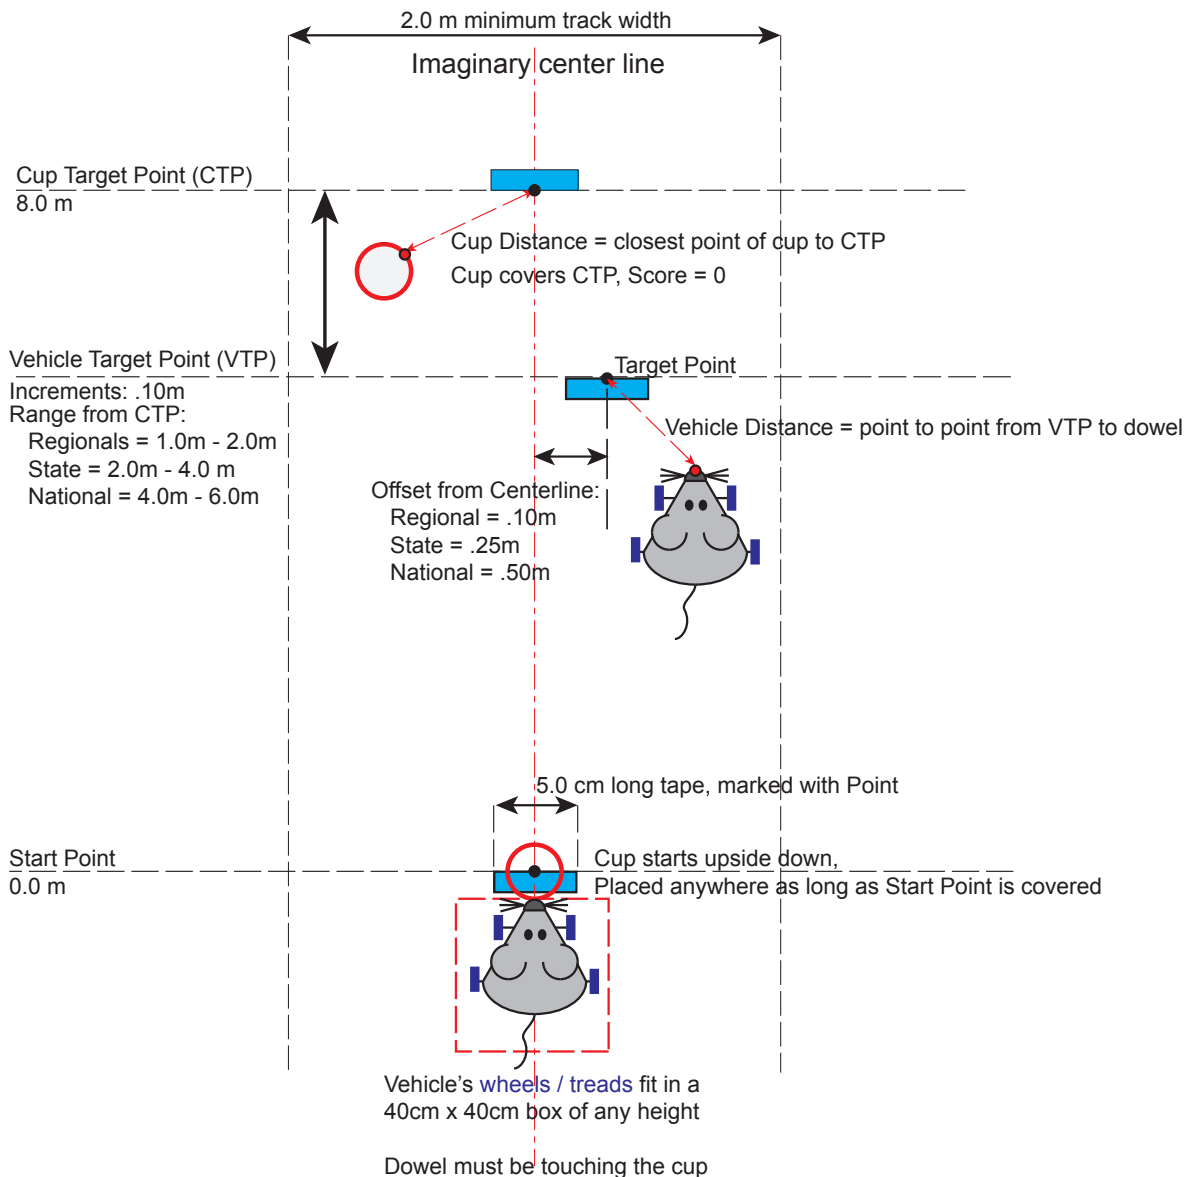 2.0 m minimum track width
Imaginary center line
Cup Target Point (CTP)
8.0 m
Cup Distance = closest point of cup to CTP
Cup covers CTP, Score = 0
Vehicle Target Point (VTP)
Increments: .10m
Range from CTP:
Regionals = 1.0m - 2.0m
State = 2.0m - 4.0 m
National = 4.0m - 6.0m
Target Point
Vehicle Distance = point to point from VTP to dowel
Offset from Centerline:
Regional = .10m
State = .25m
National = .50m
5.0 cm long tape, marked with Point
Start Point
0.0 m
Cup starts upside down,
Placed anywhere as long as Start Point is covered
Vehicle's wheels / treads fit in a
40cm x 40cm box of any height
Dowel must be touching the cup